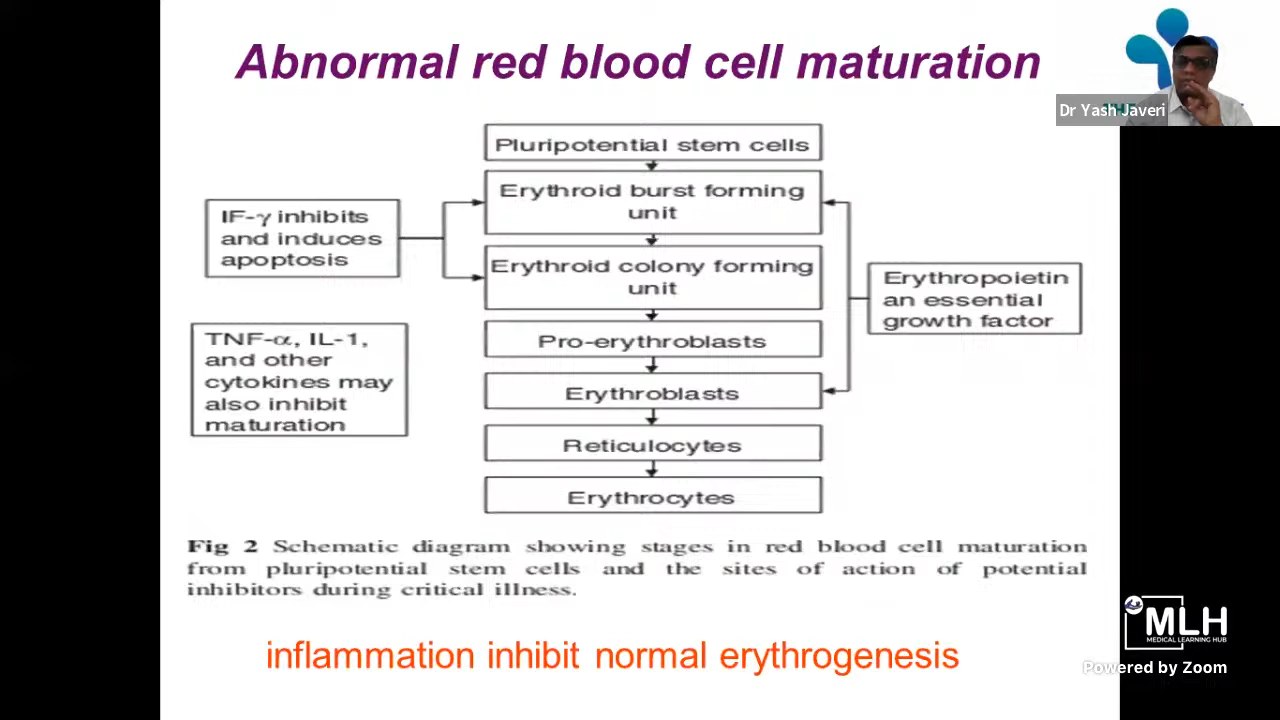 Abnormal red blood cell maturation
Dr Yash Javeri
Pluripotential stem cells
Erythroid burst forming
unit
IF-γ inhibits
and induces
apoptosis
Erythroid colony forming
unit
Erythropoietin
an essential
growth factor
TNF-α, IL-1,
and other
cytokines may
also inhibit
maturation
Pro-erythroblasts
Erythroblasts
Reticulocytes
Erythrocytes
Fig 2 Schematic diagram showing stages in red blood cell maturation
from pluripotential stem cells and the sites of action of potential
inhibitors during critical illness.
inflammation inhibit normal erythrogenesis
MLH
MEDICAL LEARNING HUB
Powered by Zoom